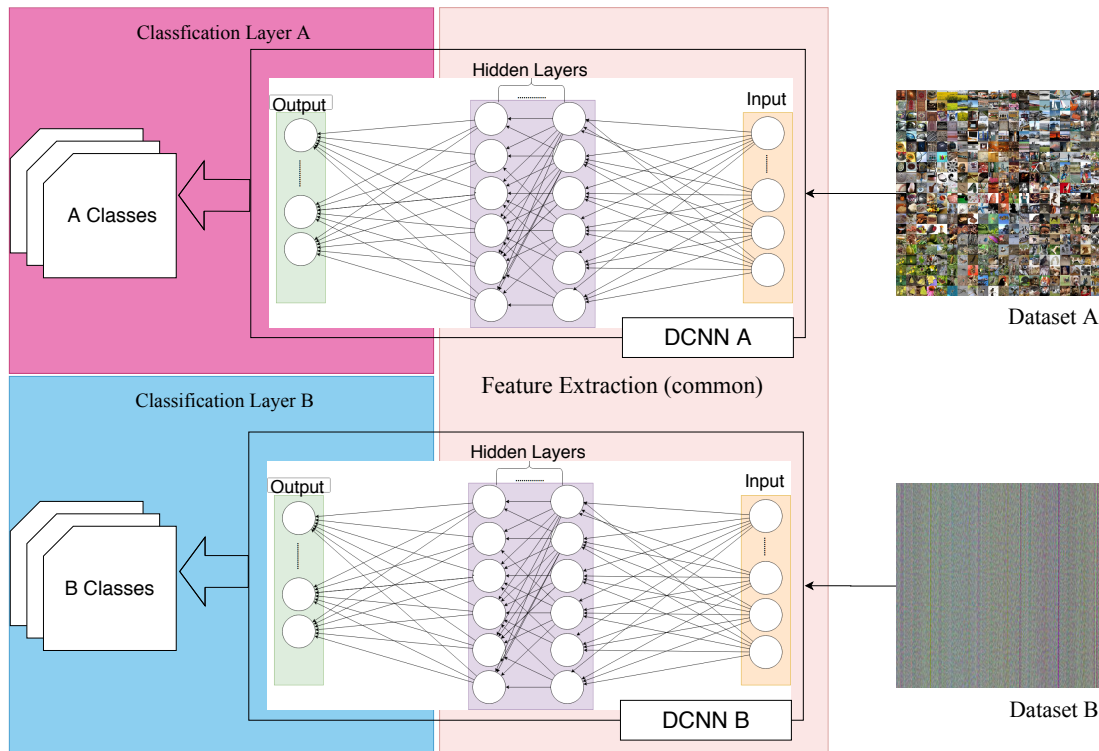 Classfication Layer A
Hidden Layers
Output
Input
A Classes
DCNN A
Dataset A
Feature Extraction (common)
Classification Layer B
Hidden Layers
Output
Input
B Classes
DCNN B
Dataset B